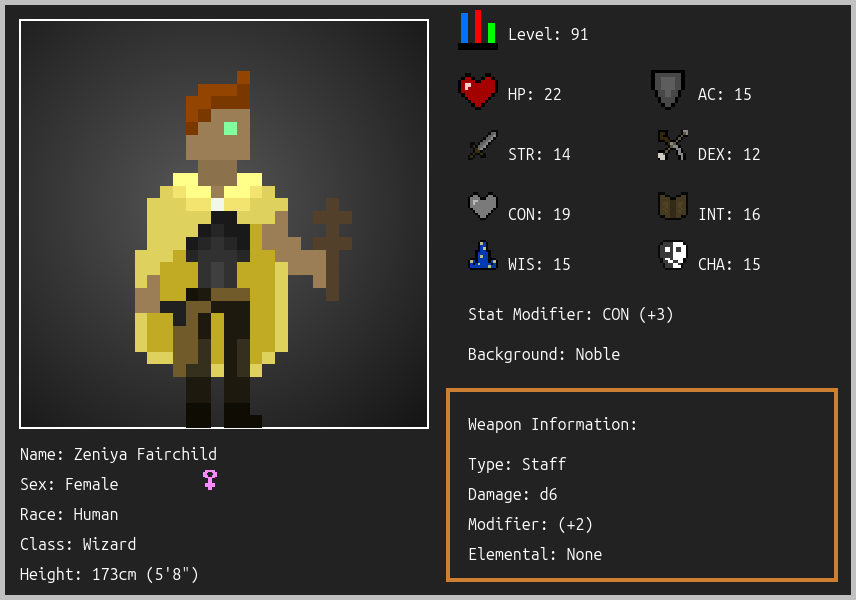 Level: 91
HP: 22
AC: 15
STR: 14
DEX: 12
CON: 19
INT: 16
WIS: 15
CHA: 15
Stat Modifier: CON (+3)
Background: Noble
Weapon Information:
Type: Staff
Damage: d6
Modifier: (+2)
Elemental: None
Name: Zeniya Fairchild
Sex: Female
Race: Human
Class: Wizard
Height: 173cm (5'8")